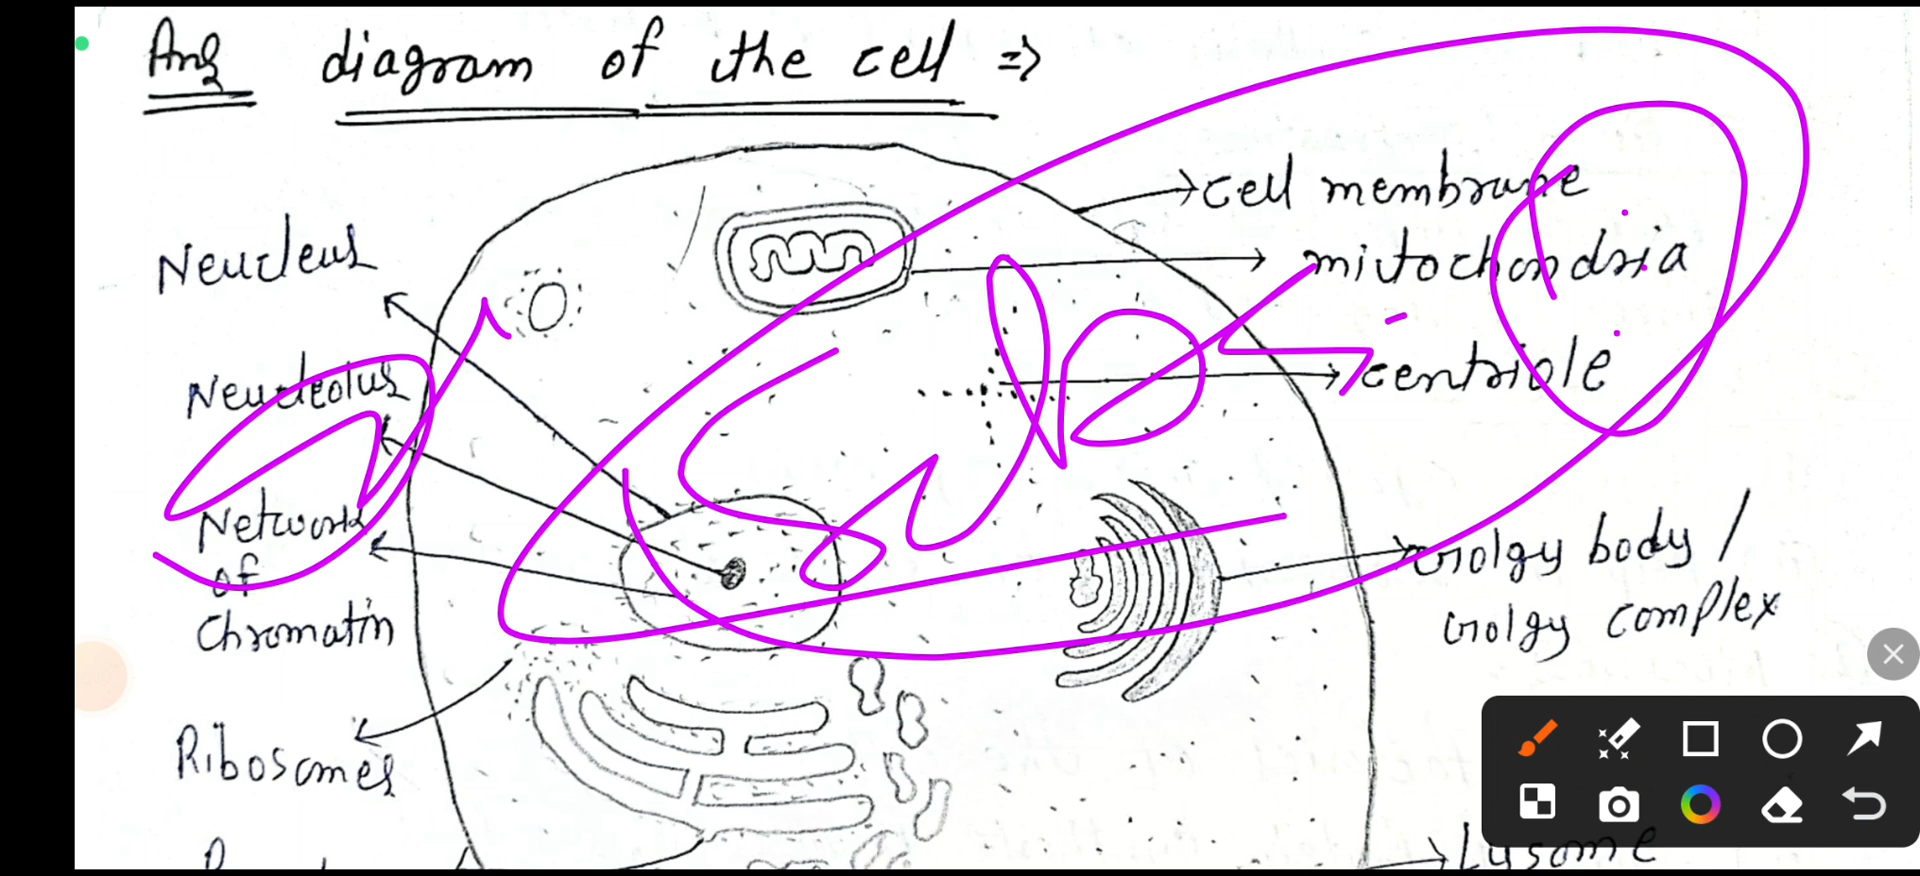 Ans diagram of the cell =>
cell membrane
Neucleus
mitochondria
Neucleolus
centriole
Network
of
Chromatin
Golgy body /
Golgy complex
Ribosomes
Lysome